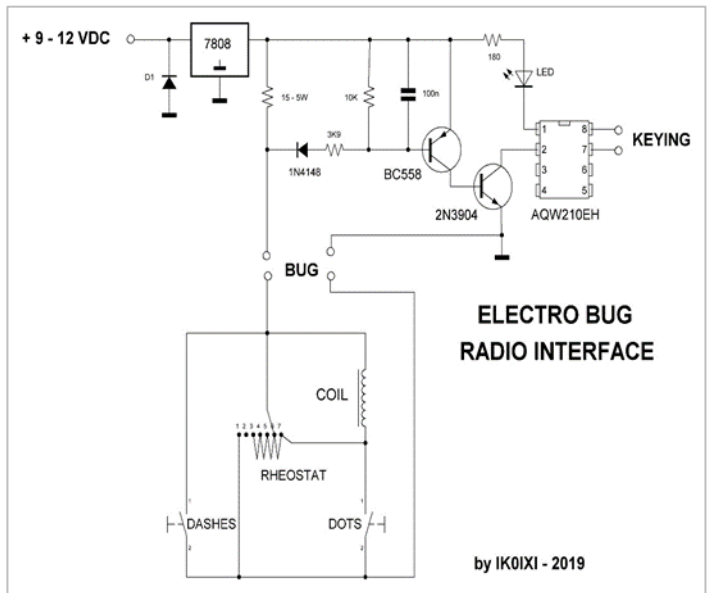 + 9 - 12 VDC
7808
D1
15 - 5W
10K
100n
180
LED
1 8
2 7
3 6
4 5
KEYING
3K9
1N4148
BC558
2N3904
AQW210EH
BUG
ELECTRO BUG
RADIO INTERFACE
COIL
1 2 3 4 5 6 7
RHEOSTAT
1
DASHES
2
1
DOTS
2
by IK0IXI - 2019